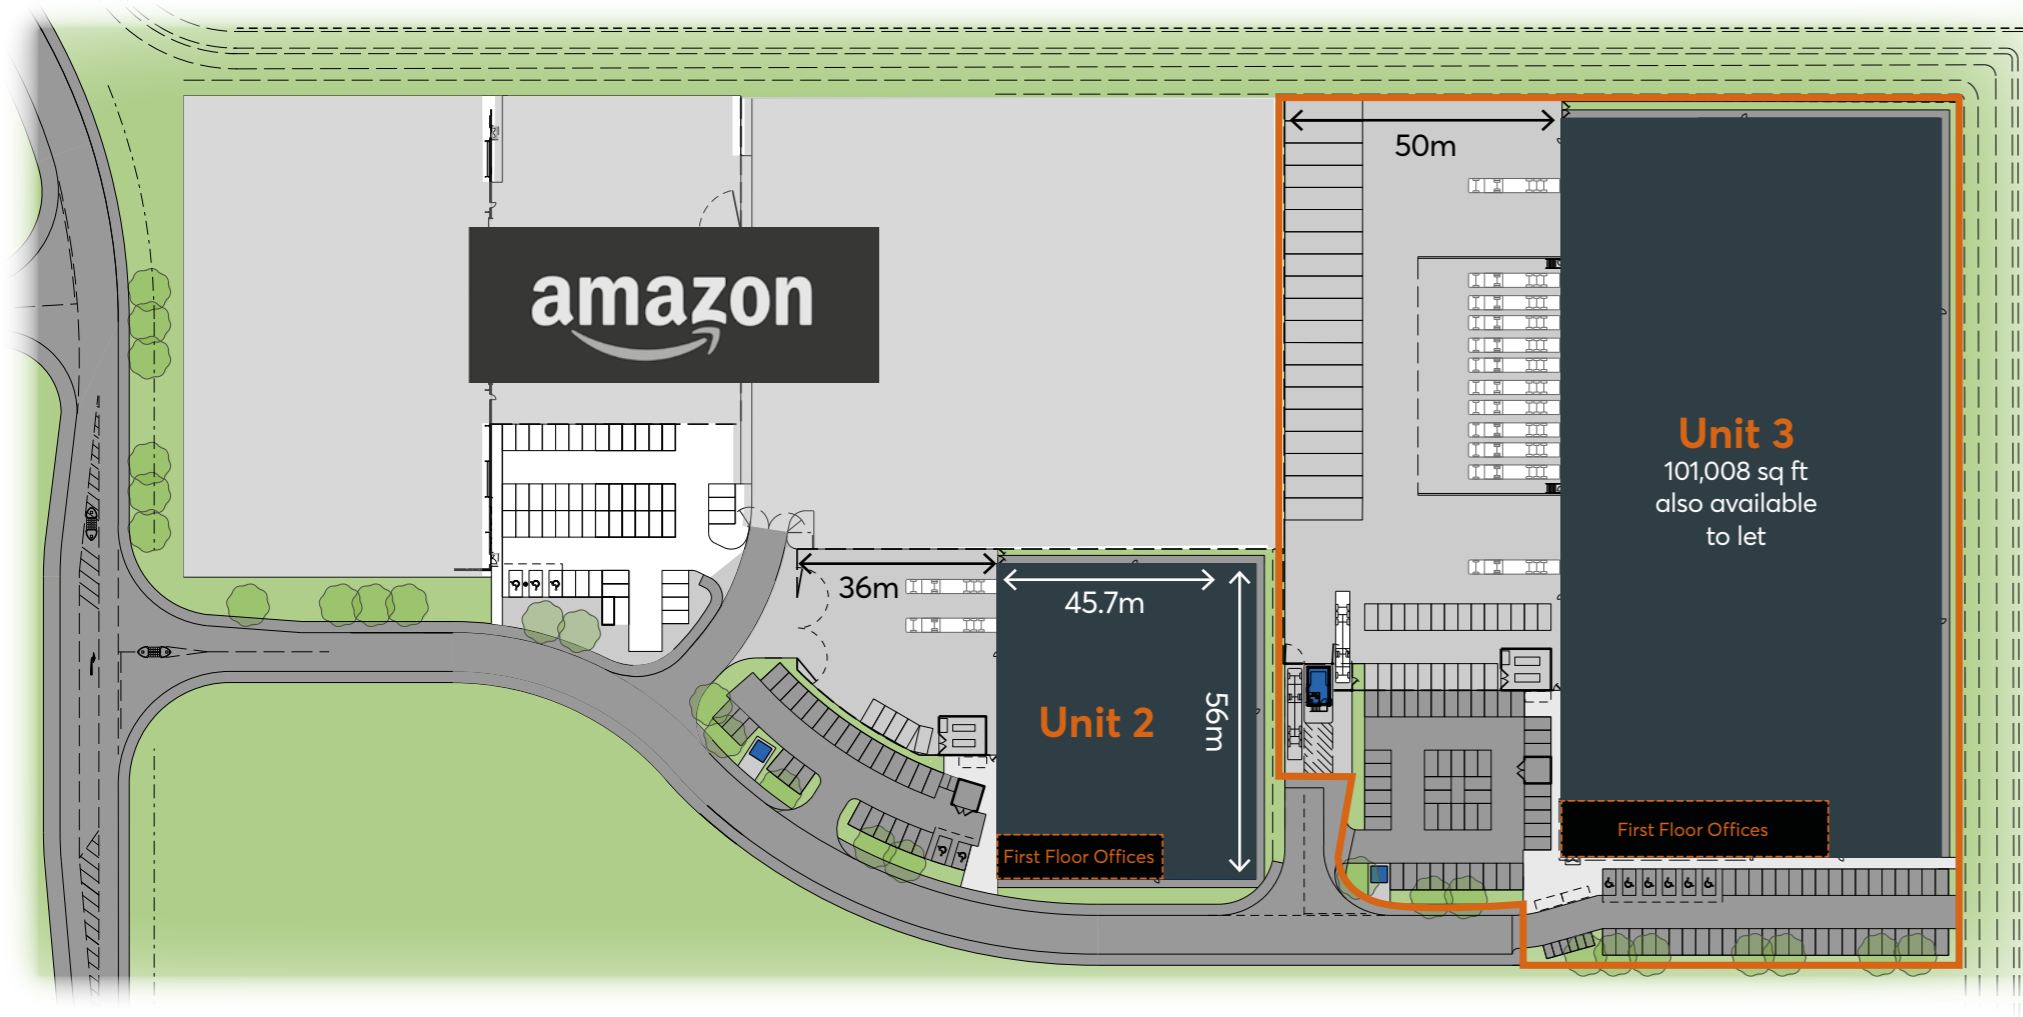 50m
amazon
Unit 3
101,008 sq ft
also available
to let
36m
45.7m
56m
Unit 2
First Floor Offices
First Floor Offices